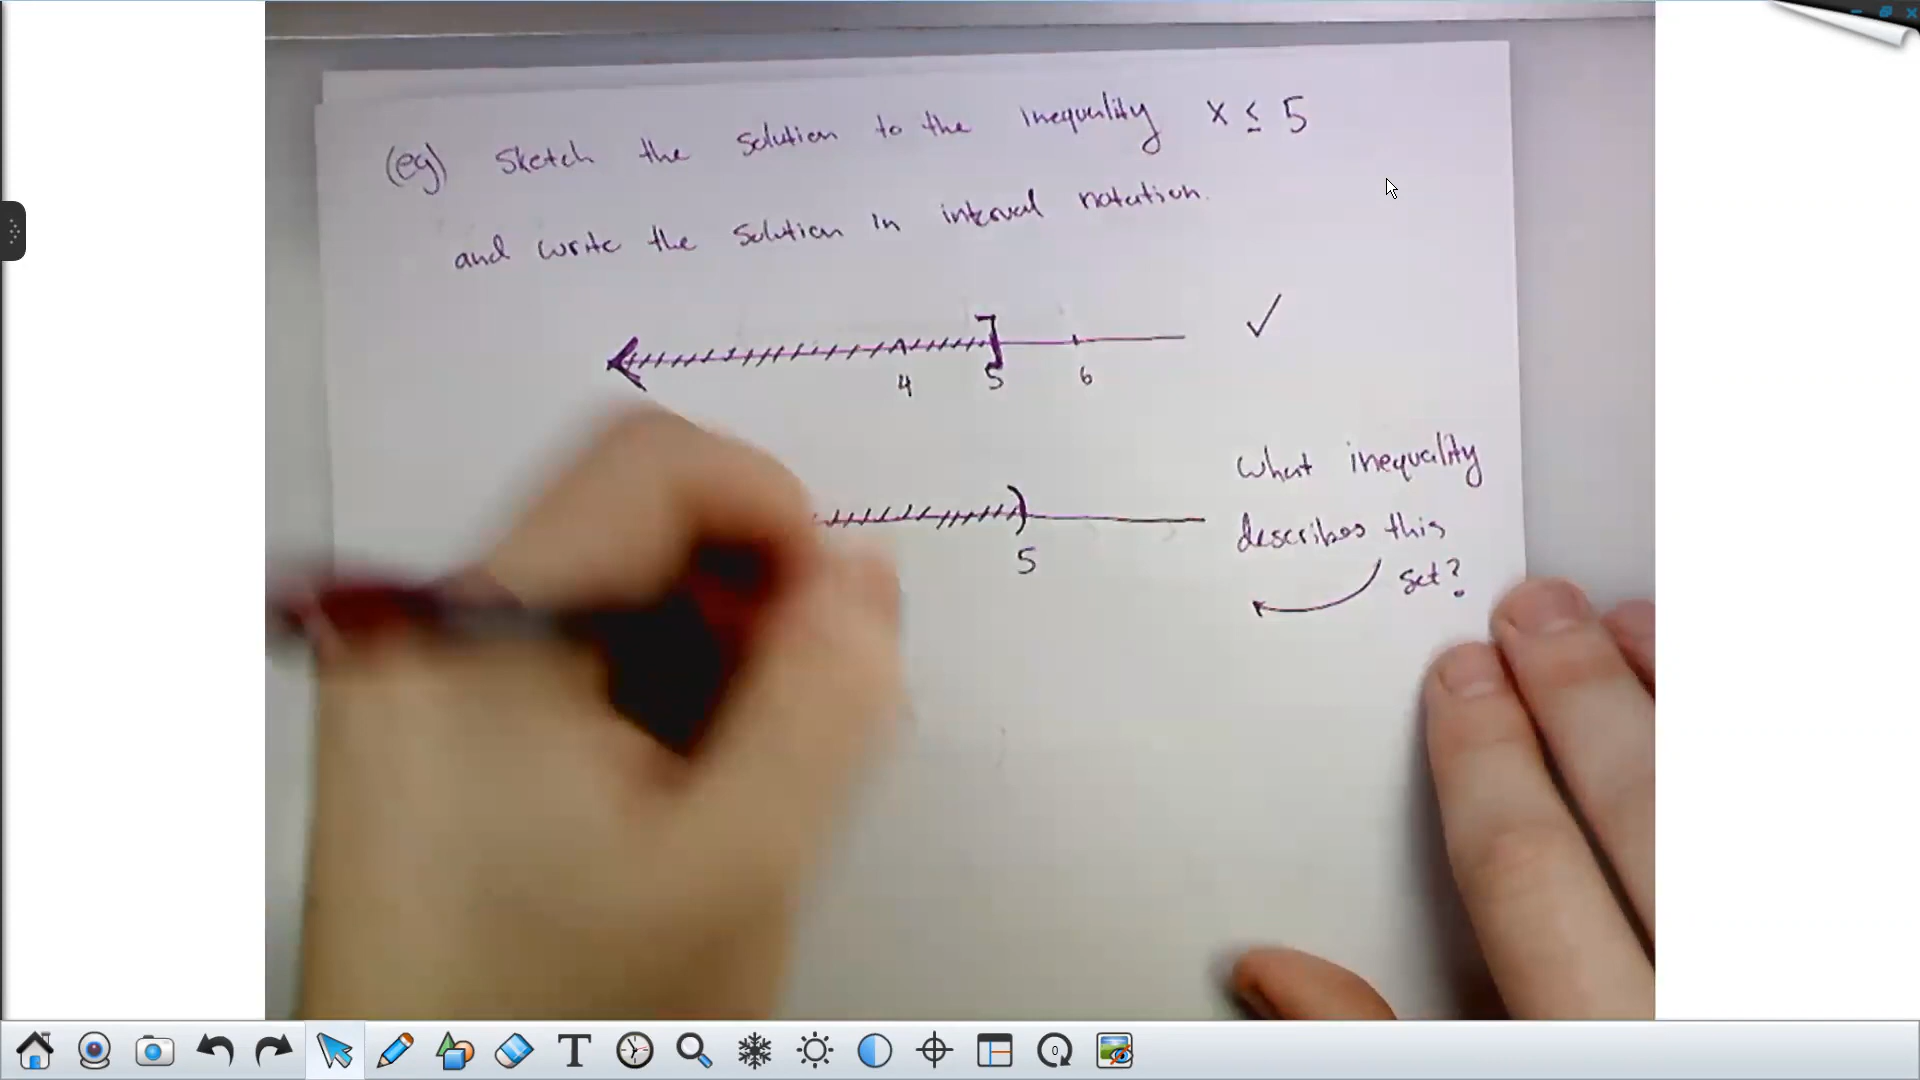 (eg) Sketch the solution to the inequality x ≤ 5
and write the solution in interval notation.
4 5 6
What inequality
describes this
set?
5
T
0